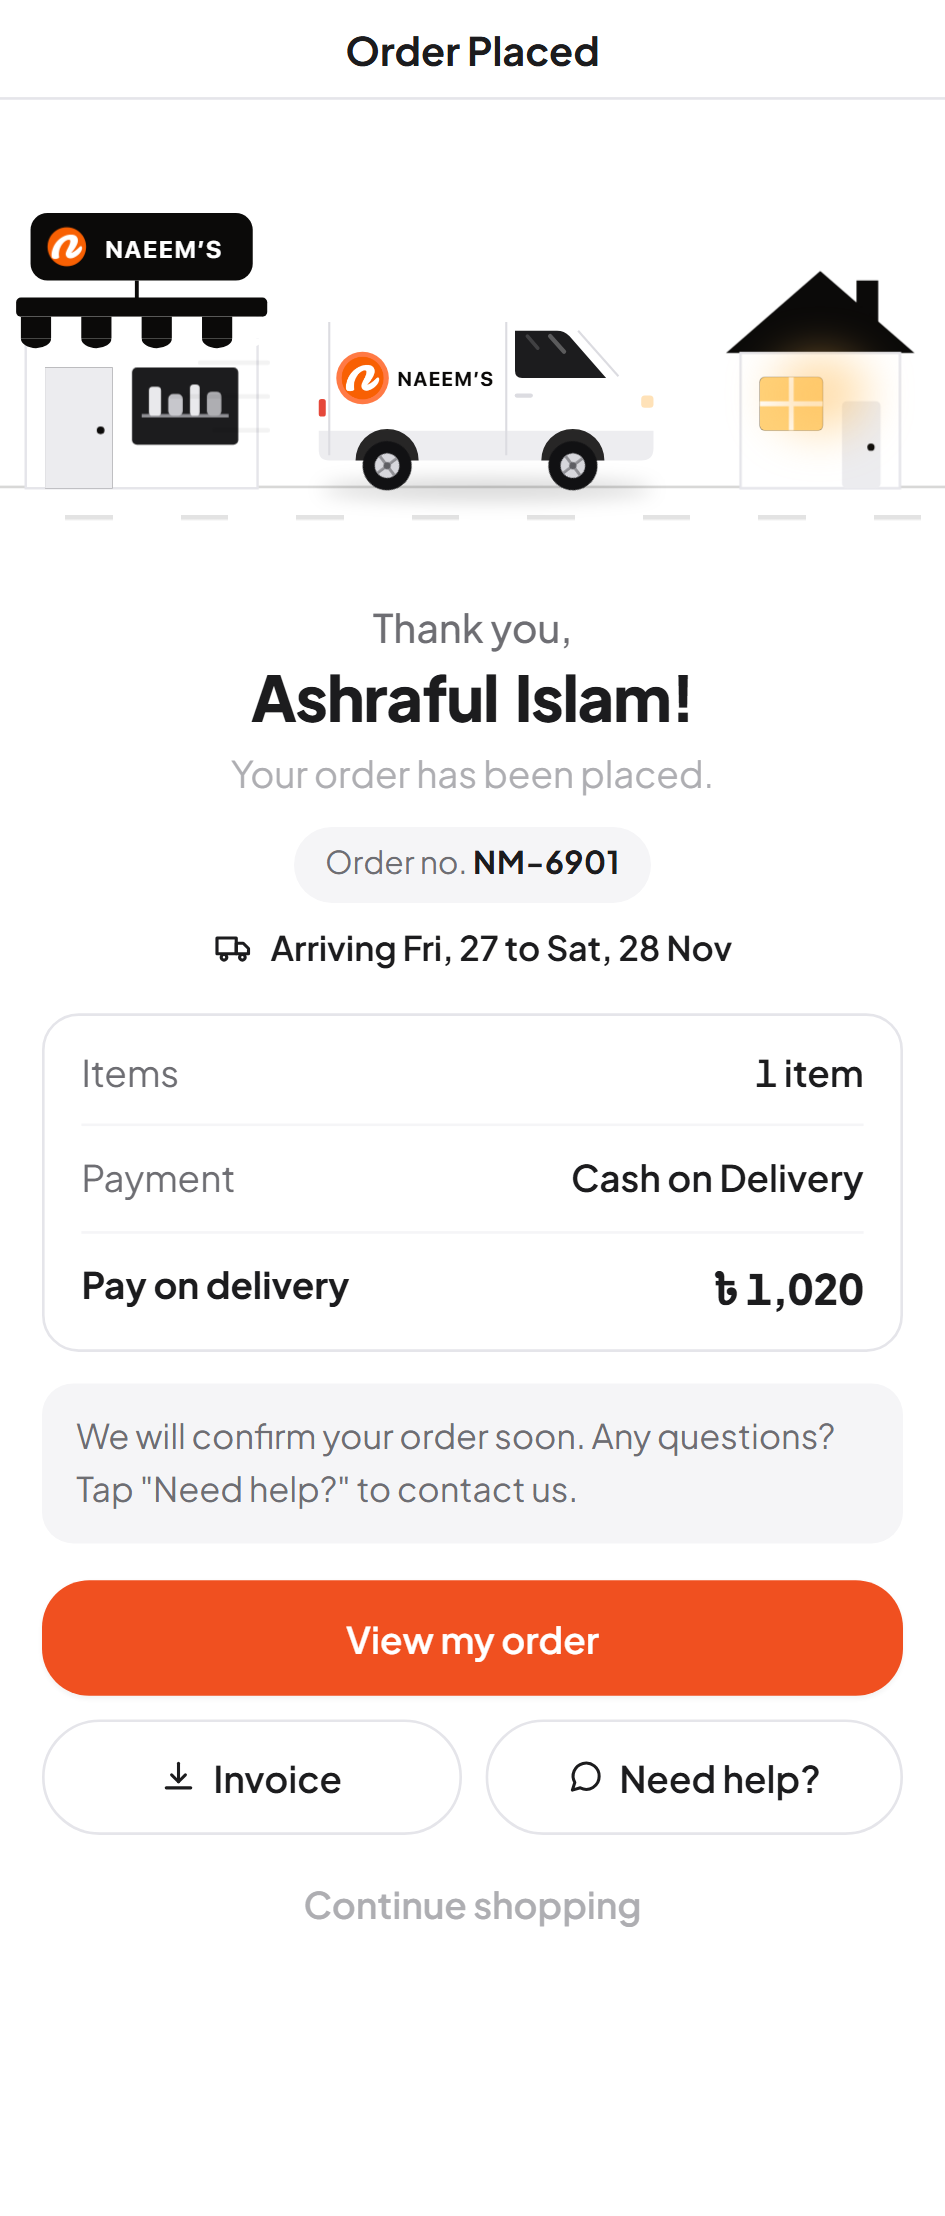 Order Placed
NAEEM'S
NAEEM'S
Thank you,
Ashraful Islam!
Your order has been placed.
Order no. NM-6901
Arriving Fri, 27 to Sat, 28 Nov
Items 1 item
Payment Cash on Delivery
Pay on delivery ৳ 1,020
We will confirm your order soon. Any questions?
Tap "Need help?" to contact us.
View my order
Invoice Need help?
Continue shopping